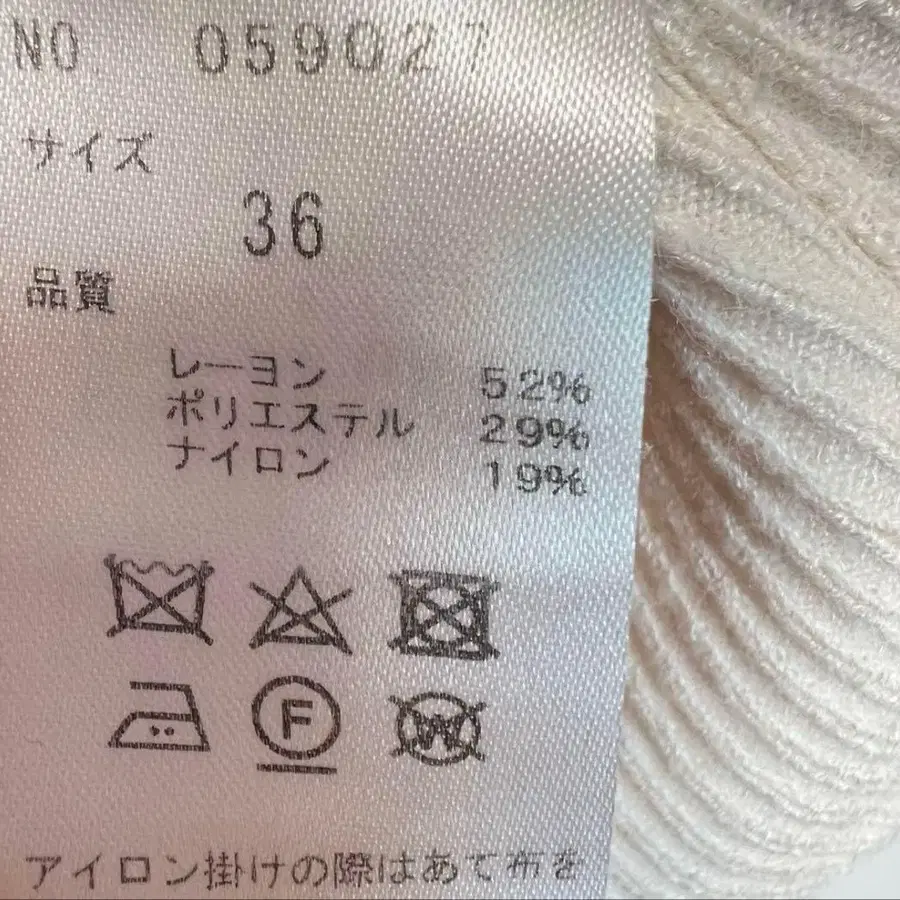 NO 059027
サイズ
36
品質
レーヨン 52%
ポリエステル 29%
ナイロン 19%
F
W
アイロン掛けの際はあて布を